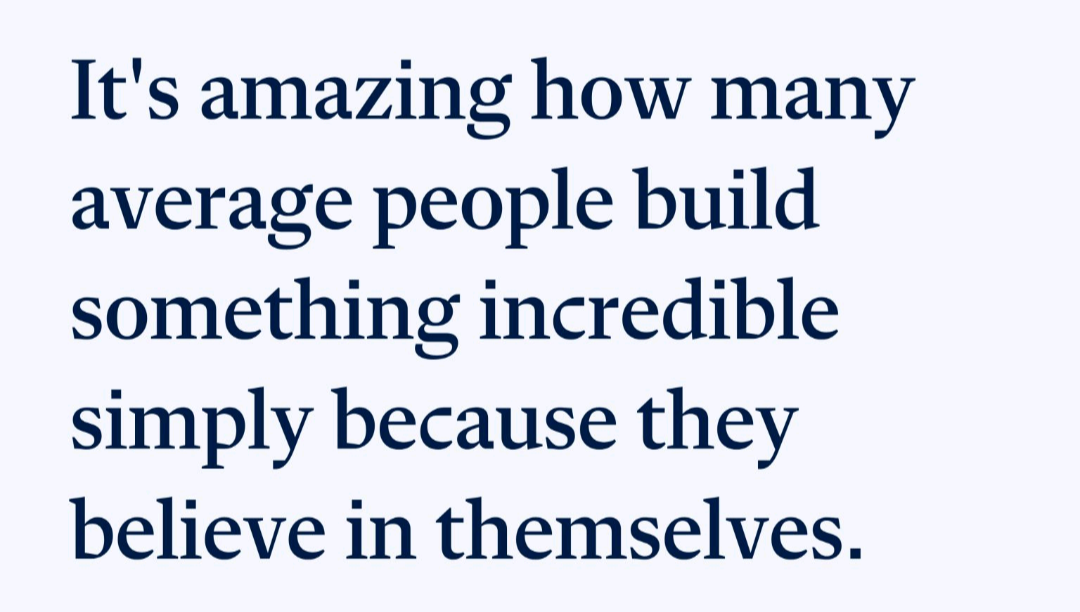 It's amazing how many
average people build
something incredible
simply because they
believe in themselves.